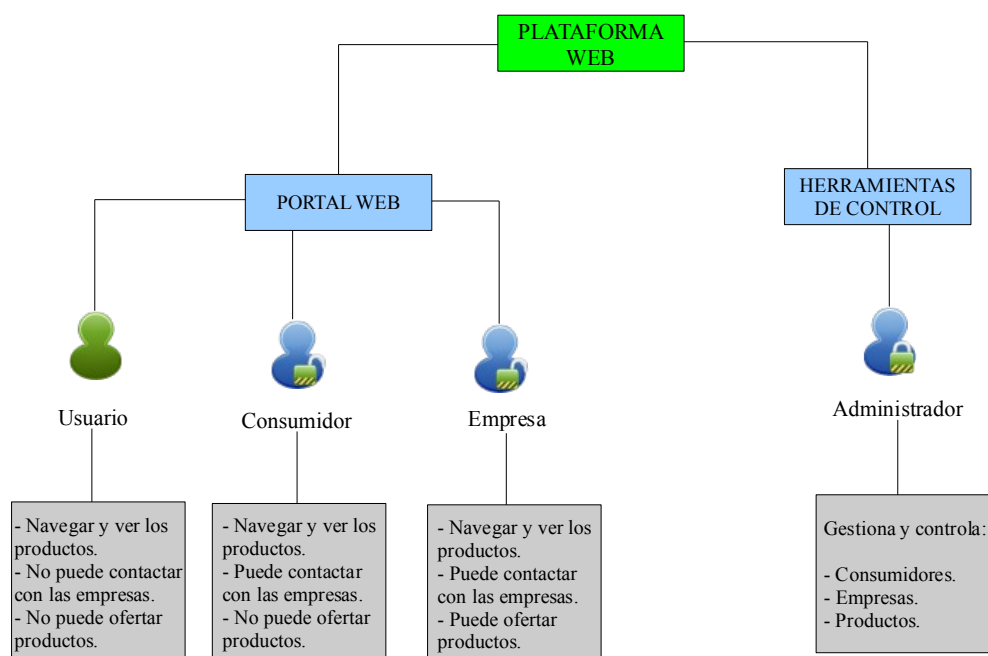 PLATAFORMA
WEB
PORTAL WEB
HERRAMIENTAS
DE CONTROL
Usuario
Consumidor
Empresa
Administrador
- Navegar y ver los
productos.
- No puede contactar
con las empresas.
- No puede ofertar
productos.
- Navegar y ver los
productos.
- Puede contactar
con las empresas.
- No puede ofertar
productos.
- Navegar y ver los
productos.
- Puede contactar
con las empresas.
- Puede ofertar
productos.
Gestiona y controla:
- Consumidores.
- Empresas.
- Productos.